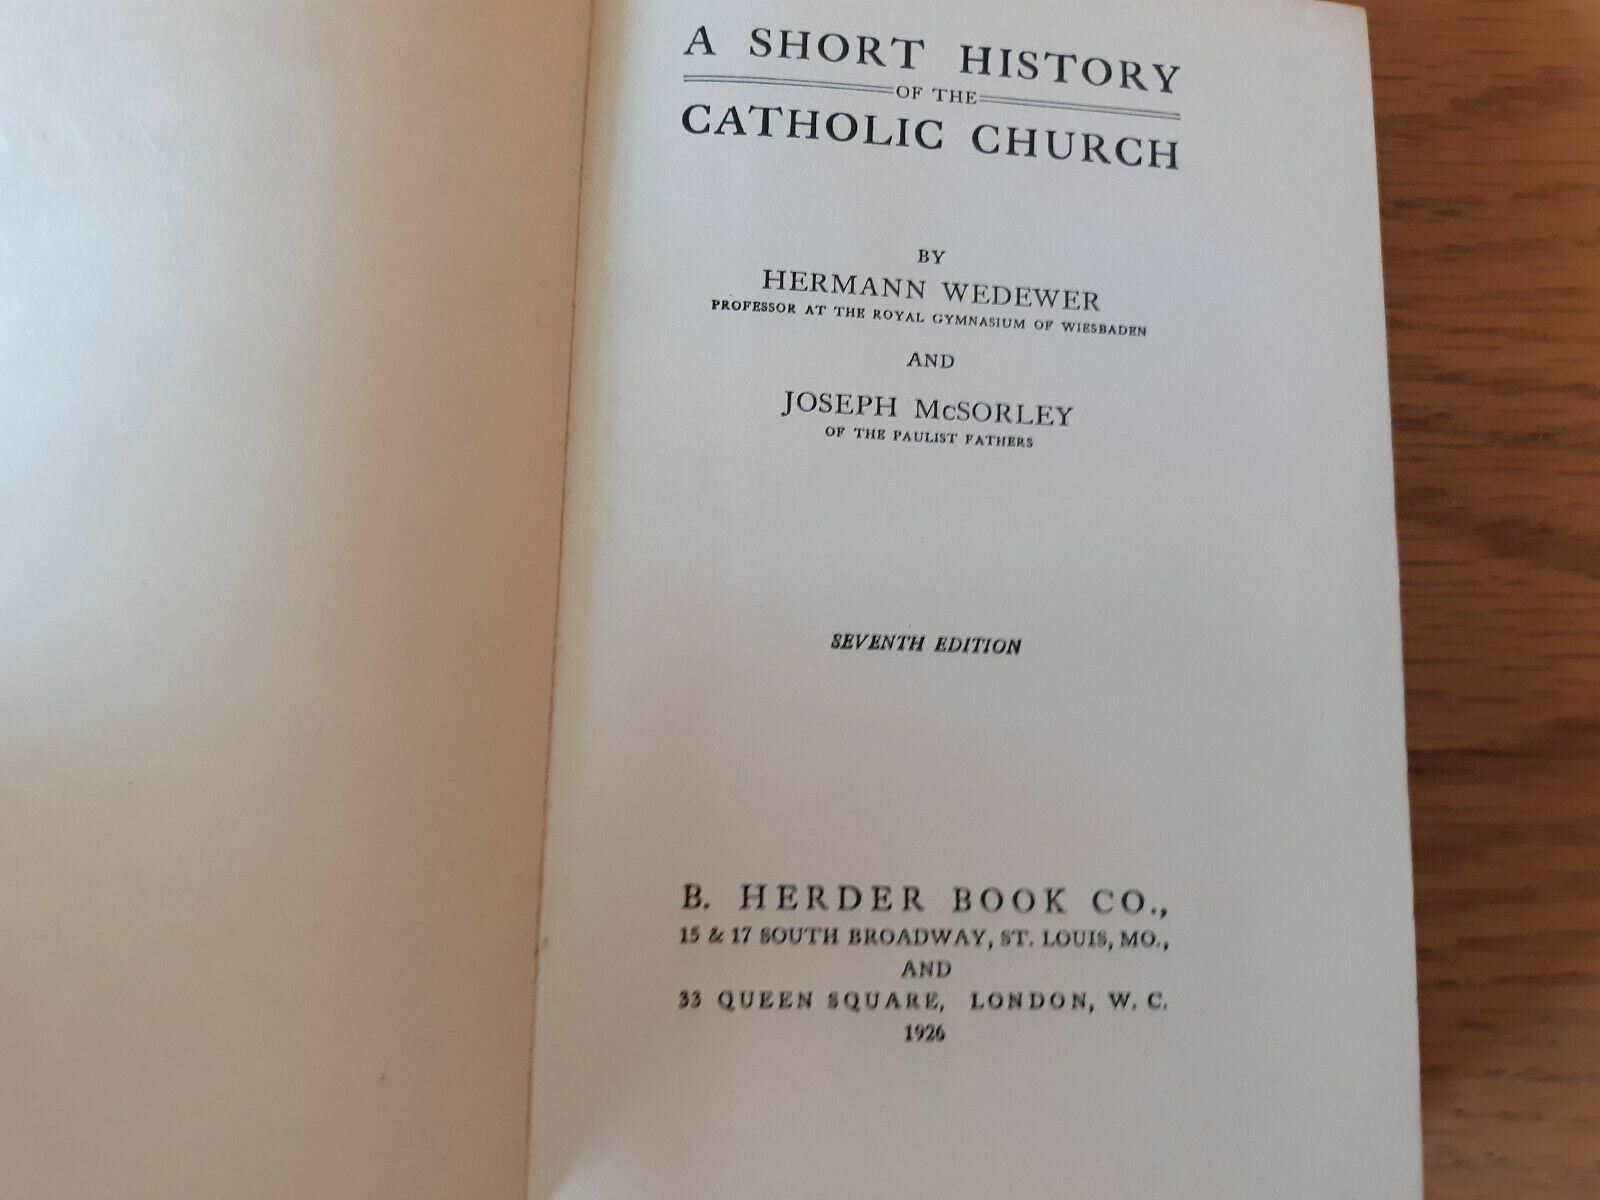 A SHORT HISTORY
OF THE
CATHOLIC CHURCH
BY
HERMANN WEDEWER
PROFESSOR AT THE ROYAL GYMNASIUM OF WIESBADEN
AND
JOSEPH McSORLEY
OF THE PAULIST FATHERS
SEVENTH EDITION
B. HERDER BOOK CO.,
15 & 17 SOUTH BROADWAY, ST. LOUIS, MO.,
AND
33 QUEEN SQUARE, LONDON, W. C.
1926